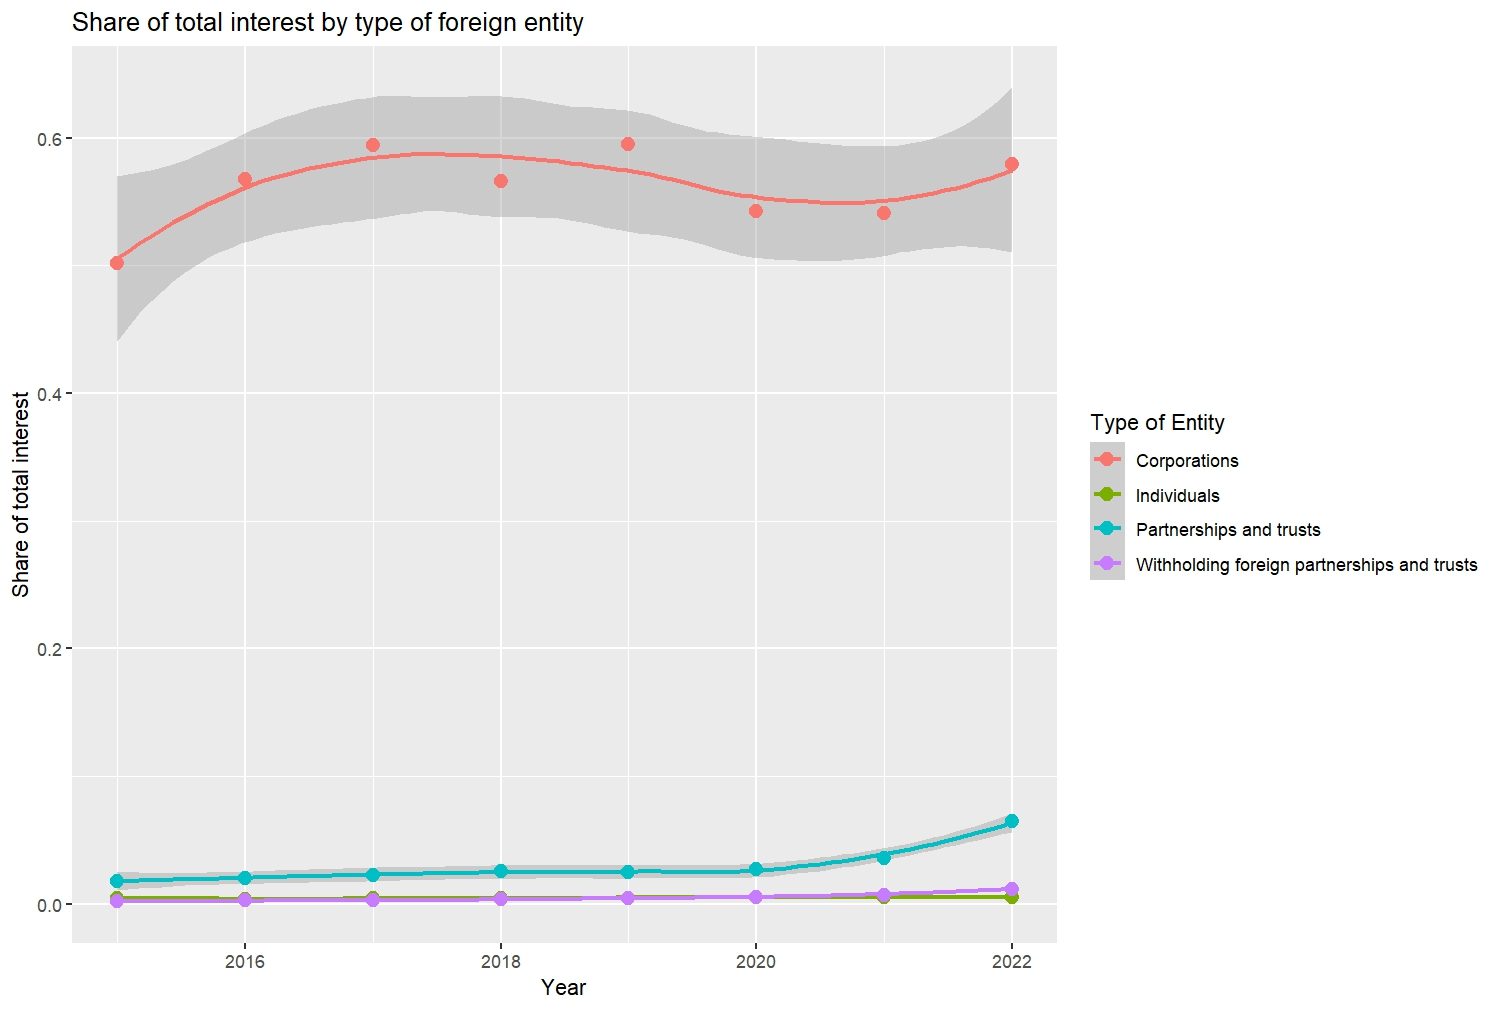 Share of total interest by type of foreign entity
Share of total interest
0.6
0.4
0.2
0.0
2016
2018
2020
2022
Year
Type of Entity
Corporations
Individuals
Partnerships and trusts
Withholding foreign partnerships and trusts